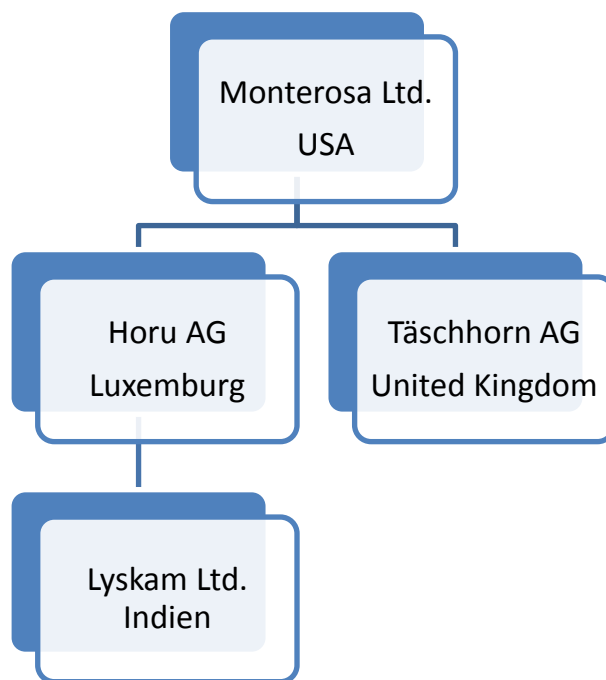 Monterosa Ltd.
USA
Horu AG
Luxemburg
Täschhorn AG
United Kingdom
Lyskam Ltd.
Indien